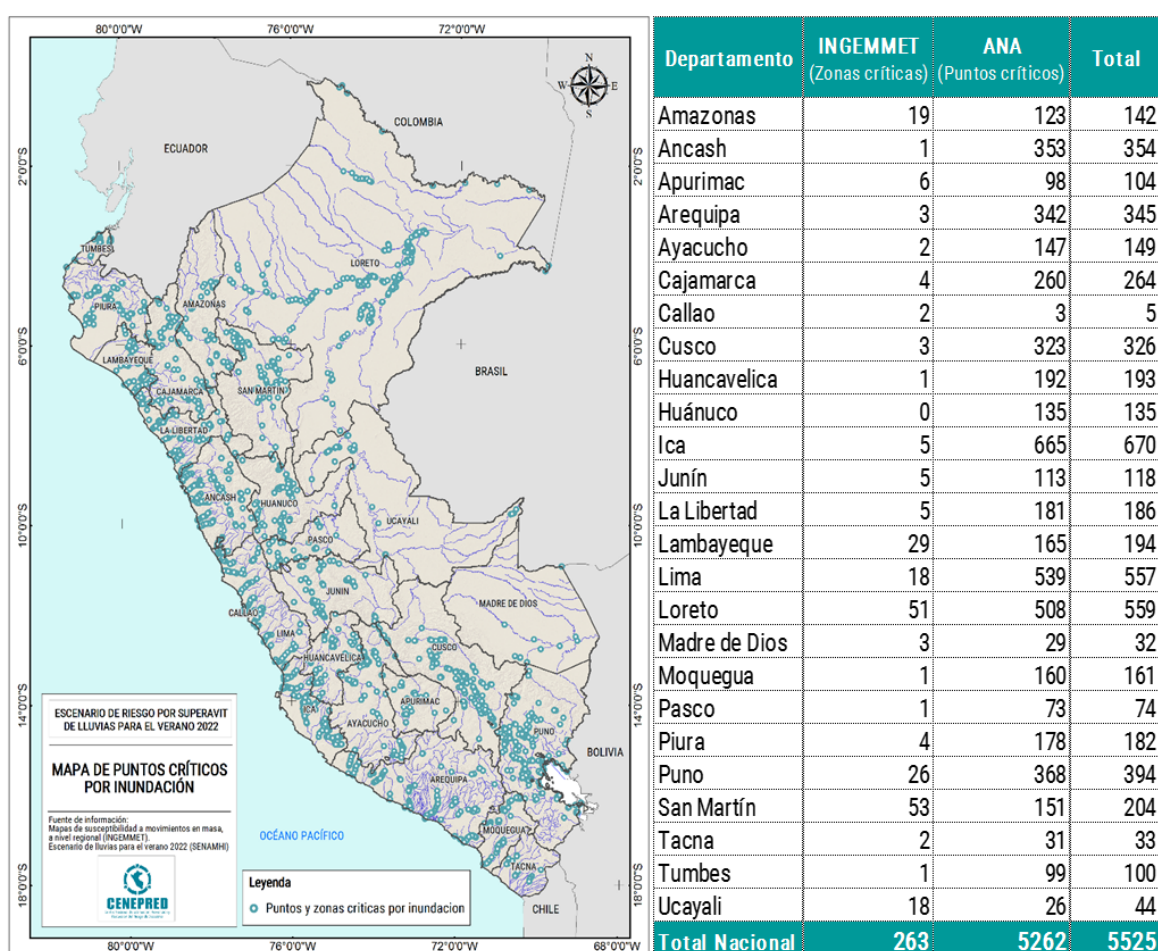 80°0'0"W 76°0'0"W 72°0'0"W
N
W E
S
COLOMBIA
ECUADOR
2°0'0"S 2°0'0"S
TUMBES
LORETO
PIURA
AMAZONAS
6°0'0"S 6°0'0"S
LAMBAYEQUE
BRASIL
CAJAMARCA
SAN MARTIN
LA LIBERTAD
ANCASH
HUANUCO
UCAYALI
10°0'0"S 10°0'0"S
PASCO
JUNIN
MADRE DE DIOS
CALLAO
LIMA
CUSCO
HUANCAVELICA
14°0'0"S 14°0'0"S
APURIMAC
ICA
AYACUCHO
PUNO
BOLIVIA
AREQUIPA
MOQUEGUA
OCÉANO PACÍFICO
TACNA
18°0'0"S 18°0'0"S
CHILE
ESCENARIO DE RIESGO POR SUPERAVIT
DE LLUVIAS PARA EL VERANO 2022
MAPA DE PUNTOS CRÍTICOS
POR INUNDACIÓN
Fuente de información:
Mapas de susceptibilidad a movimientos en masa,
a nivel regional (INGEMMET).
Escenario de lluvias para el verano 2022 (SENAMHI)
CENEPRED
Leyenda
Puntos y zonas criticas por inundacion
80°0'0"W 76°0'0"W 72°0'0"W 68°0'0"W
Departamento INGEMMET (Zonas críticas) ANA (Puntos críticos) Total
Amazonas 19 123 142
Ancash 1 353 354
Apurimac 6 98 104
Arequipa 3 342 345
Ayacucho 2 147 149
Cajamarca 4 260 264
Callao 2 3 5
Cusco 3 323 326
Huancavelica 1 192 193
Huánuco 0 135 135
Ica 5 665 670
Junín 5 113 118
La Libertad 5 181 186
Lambayeque 29 165 194
Lima 18 539 557
Loreto 51 508 559
Madre de Dios 3 29 32
Moquegua 1 160 161
Pasco 1 73 74
Piura 4 178 182
Puno 26 368 394
San Martín 53 151 204
Tacna 2 31 33
Tumbes 1 99 100
Ucayali 18 26 44
Total Nacional 263 5262 5525